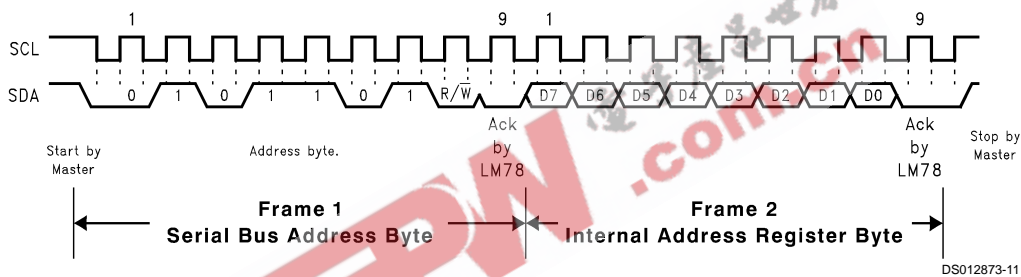 1 9 1 9
SCL
SDA
0 1 0 1 1 0 1 R/W D7 D6 D5 D4 D3 D2 D1 D0
Start by
Master
Address byte.
Ack
by
LM78
Ack
by
LM78
Stop by
Master
Frame 1
Serial Bus Address Byte
Frame 2
Internal Address Register Byte
DS012873-11
.com.cn